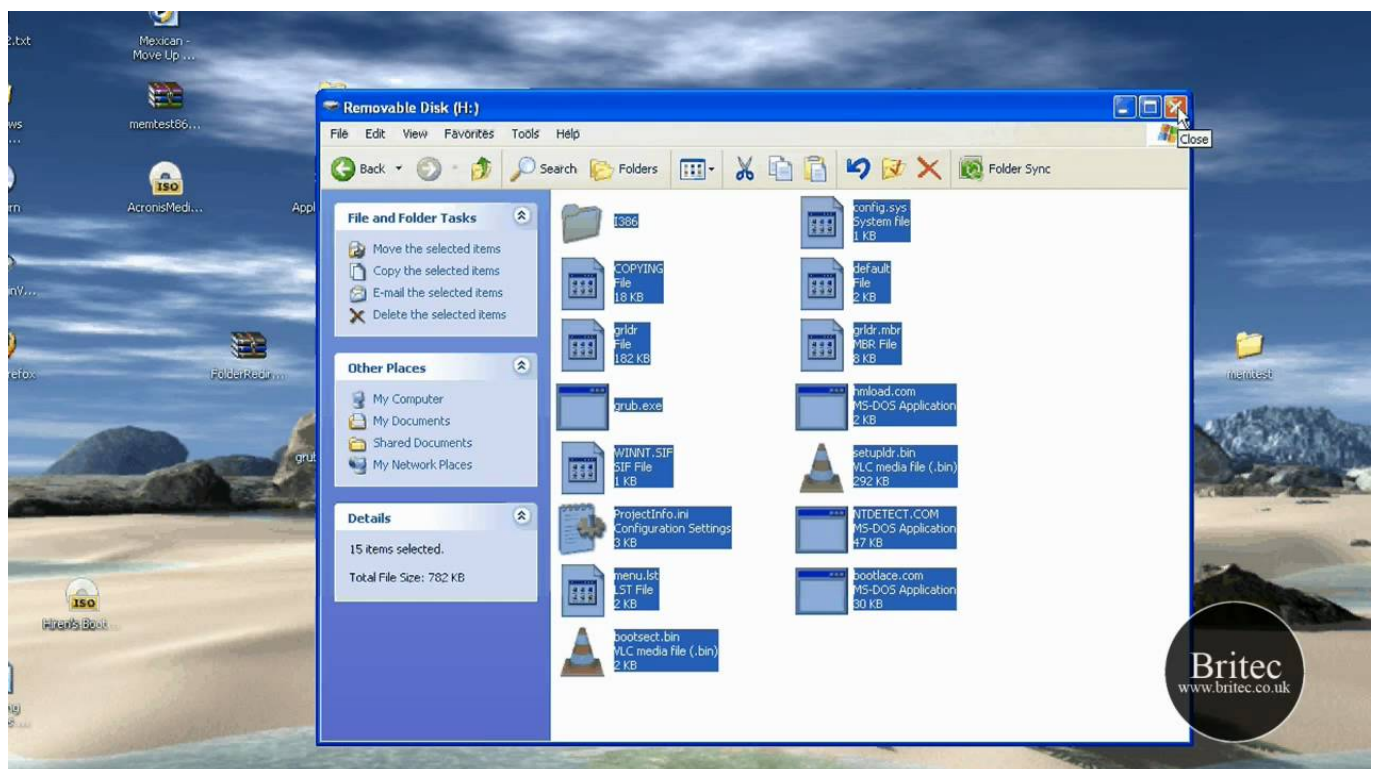 2.txt
Mexican -
Move Up ...
ws
...
memtest86...
ISO
AcronisMedi...
Appl
rn
inV...
refox
FolderRedir...
gru
ISO
Hiren's Boot ...
memtest
Removable Disk (H:)
File Edit View Favorites Tools Help
Close
Back Search Folders Folder Sync
File and Folder Tasks
Move the selected items
Copy the selected items
E-mail the selected items
Delete the selected items
Other Places
My Computer
My Documents
Shared Documents
My Network Places
Details
15 items selected.
Total File Size: 782 KB
I386
config.sys
System file
1 KB
COPYING
File
18 KB
default
File
2 KB
grldr
File
182 KB
grldr.mbr
MBR File
8 KB
grub.exe
hmload.com
MS-DOS Application
2 KB
WINNT.SIF
SIF File
1 KB
setupldr.bin
VLC media file (.bin)
292 KB
ProjectInfo.ini
Configuration Settings
3 KB
NTDETECT.COM
MS-DOS Application
47 KB
menu.lst
LST File
2 KB
bootlace.com
MS-DOS Application
30 KB
bootsect.bin
VLC media file (.bin)
2 KB
Britec
www.britec.co.uk